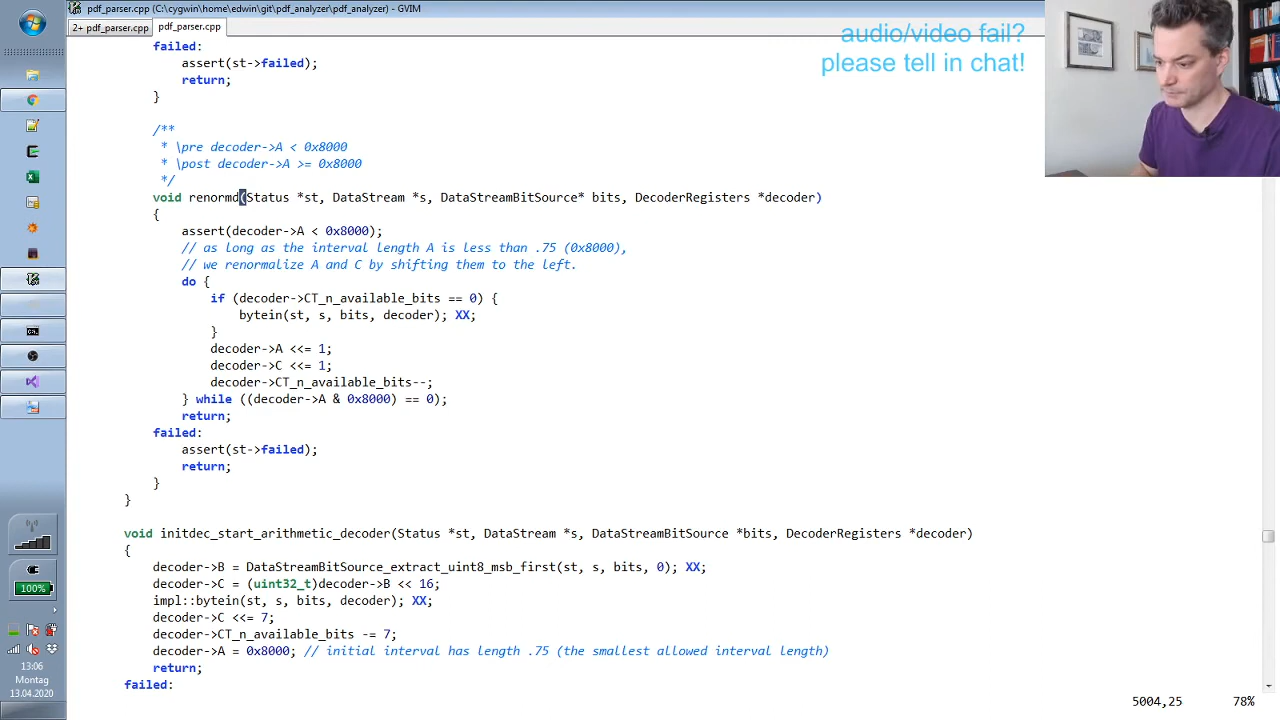 pdf_parser.cpp (C:\cygwin\home\edwin\git\pdf_analyzer\pdf_analyzer) - GVIM
2+ pdf_parser.cpp  pdf_parser.cpp
audio/video fail?
please tell in chat!
failed:
assert(st->failed);
return;
}
/**
* \pre decoder->A < 0x8000
* \post decoder->A >= 0x8000
*/
void renormd(Status *st, DataStream *s, DataStreamBitSource* bits, DecoderRegisters *decoder)
{
assert(decoder->A < 0x8000);
// as long as the interval length A is less than .75 (0x8000),
// we renormalize A and C by shifting them to the left.
do {
if (decoder->CT_n_available_bits == 0) {
bytein(st, s, bits, decoder); XX;
}
decoder->A <<= 1;
decoder->C <<= 1;
decoder->CT_n_available_bits--;
} while ((decoder->A & 0x8000) == 0);
return;
failed:
assert(st->failed);
return;
}
}
void initdec_start_arithmetic_decoder(Status *st, DataStream *s, DataStreamBitSource *bits, DecoderRegisters *decoder)
{
decoder->B = DataStreamBitSource_extract_uint8_msb_first(st, s, bits, 0); XX;
decoder->C = (uint32_t)decoder->B << 16;
impl::bytein(st, s, bits, decoder); XX;
decoder->C <<= 7;
decoder->CT_n_available_bits -= 7;
decoder->A = 0x8000; // initial interval has length .75 (the smallest allowed interval length)
return;
failed:
5004,25  78%
100%
13:06
Montag
13.04.2020